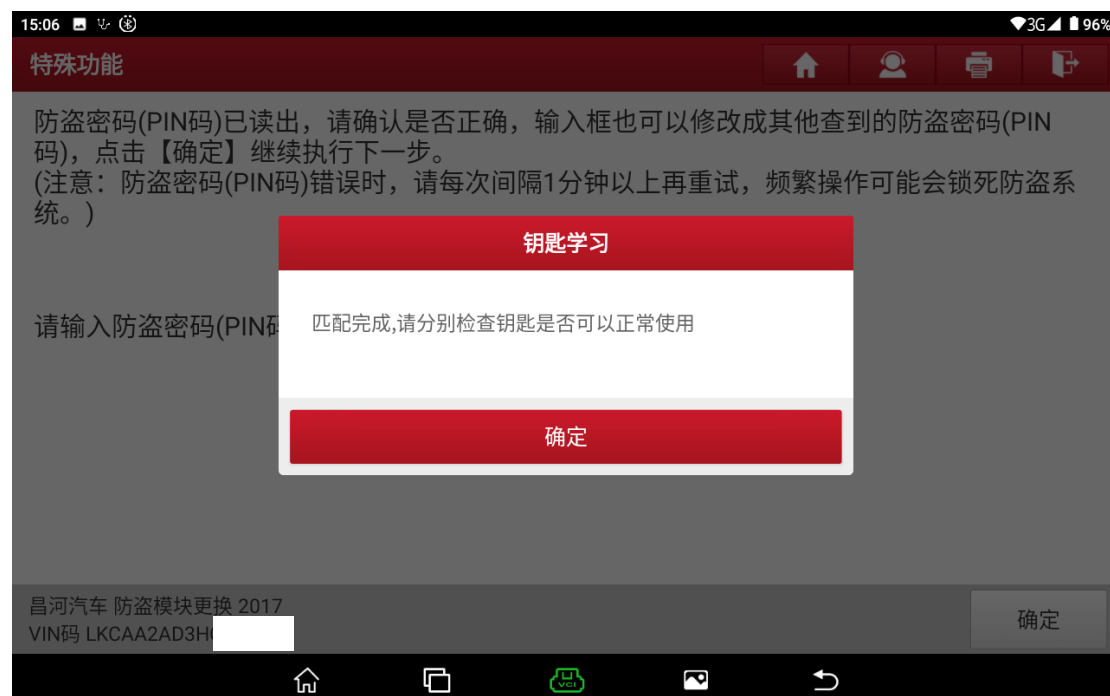 15:06
3G 96%
特殊功能
防盗密码(PIN码)已读出，请确认是否正确，输入框也可以修改成其他查到的防盗密码(PIN
码)，点击【确定】继续执行下一步。
(注意：防盗密码(PIN码)错误时，请每次间隔1分钟以上再重试，频繁操作可能会锁死防盗系
统。)
钥匙学习
请输入防盗密码(PIN码
匹配完成,请分别检查钥匙是否可以正常使用
确定
昌河汽车 防盗模块更换 2017
VIN码 LKCAA2AD3H
确定
VCI